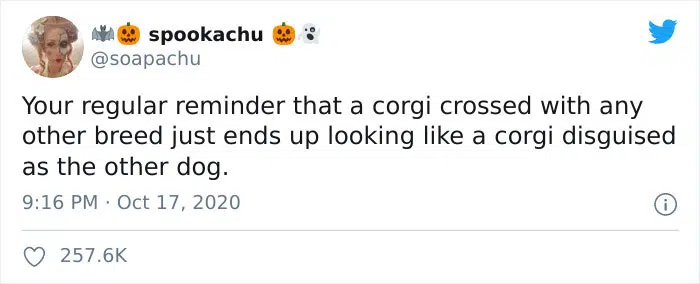 🦇🎃 spookachu 🎃👻
@soapachu
Your regular reminder that a corgi crossed with any
other breed just ends up looking like a corgi disguised
as the other dog.
9:16 PM · Oct 17, 2020
257.6K